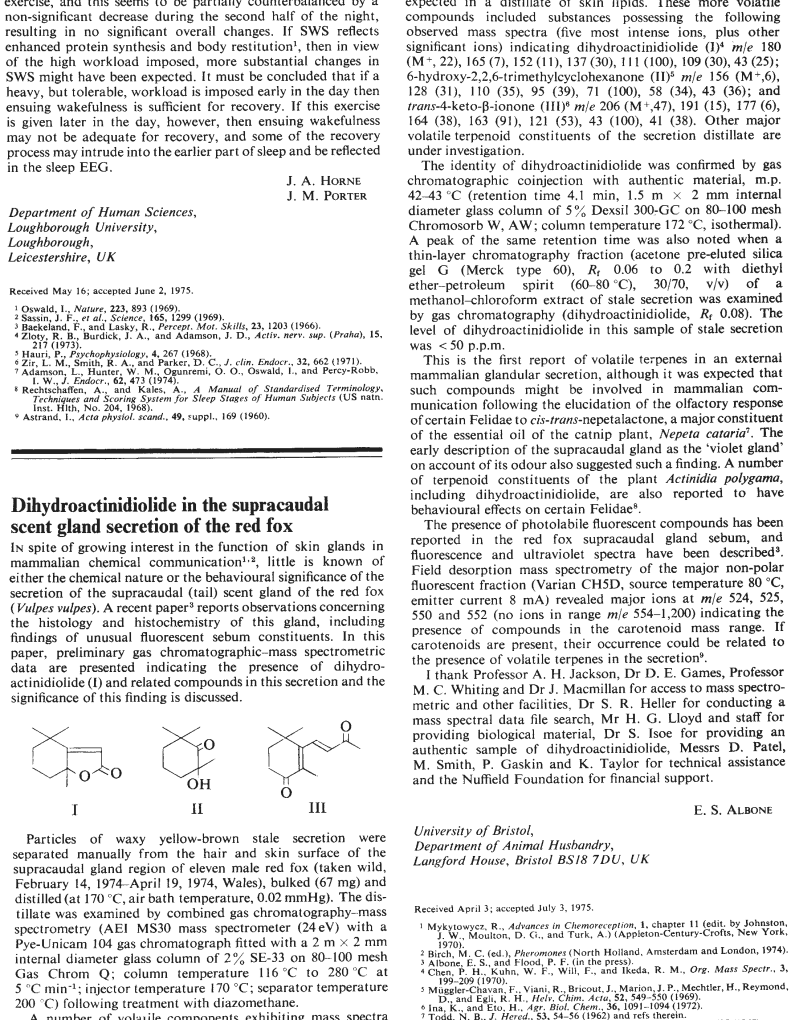 exercise, and this seems to be partially counterbalanced by a
non-significant decrease during the second half of the night,
resulting in no significant overall changes. If SWS reflects
enhanced protein synthesis and body restitution¹, then in view
of the high workload imposed, more substantial changes in
SWS might have been expected. It must be concluded that if a
heavy, but tolerable, workload is imposed early in the day then
ensuing wakefulness is sufficient for recovery. If this exercise
is given later in the day, however, then ensuing wakefulness
may not be adequate for recovery, and some of the recovery
process may intrude into the earlier part of sleep and be reflected
in the sleep EEG.
J. A. HORNE
J. M. PORTER
Department of Human Sciences,
Loughborough University,
Loughborough,
Leicestershire, UK
Received May 16; accepted June 2, 1975.
¹ Oswald, I., Nature, 223, 893 (1969).
² Sassin, J. F., et al., Science, 165, 1299 (1969).
³ Baekeland, F., and Lasky, R., Percept. Mot. Skills, 23, 1203 (1966).
⁴ Zloty, R. B., Burdick, J. A., and Adamson, J. D., Activ. nerv. sup. (Praha), 15,
217 (1973).
⁵ Hauri, P., Psychophysiology, 4, 267 (1968).
⁶ Zir, L. M., Smith, R. A., and Parker, D. C., J. clin. Endocr., 32, 662 (1971).
⁷ Adamson, L., Hunter, W. M., Ogunremi, O. O., Oswald, I., and Percy-Robb,
I. W., J. Endocr., 62, 473 (1974).
⁸ Rechtschaffen, A., and Kales, A., A Manual of Standardised Terminology,
Techniques and Scoring System for Sleep Stages of Human Subjects (US natn.
Inst. Hlth, No. 204, 1968).
⁹ Astrand, I., Acta physiol. scand., 49, suppl., 169 (1960).
Dihydroactinidiolide in the supracaudal
scent gland secretion of the red fox
IN spite of growing interest in the function of skin glands in
mammalian chemical communication¹,², little is known of
either the chemical nature or the behavioural significance of the
secretion of the supracaudal (tail) scent gland of the red fox
(Vulpes vulpes). A recent paper³ reports observations concerning
the histology and histochemistry of this gland, including
findings of unusual fluorescent sebum constituents. In this
paper, preliminary gas chromatographic–mass spectrometric
data are presented indicating the presence of dihydro-
actinidiolide (I) and related compounds in this secretion and the
significance of this finding is discussed.
O O
O
OH
O
O
I II III
Particles of waxy yellow-brown stale secretion were
separated manually from the hair and skin surface of the
supracaudal gland region of eleven male red fox (taken wild,
February 14, 1974–April 19, 1974, Wales), bulked (67 mg) and
distilled (at 170 °C, air bath temperature, 0.02 mmHg). The dis-
tillate was examined by combined gas chromatography–mass
spectrometry (AEI MS30 mass spectrometer (24 eV) with a
Pye-Unicam 104 gas chromatograph fitted with a 2 m × 2 mm
internal diameter glass column of 2% SE-33 on 80–100 mesh
Gas Chrom Q; column temperature 116 °C to 280 °C at
5 °C min⁻¹; injector temperature 170 °C; separator temperature
200 °C) following treatment with diazomethane.
A number of volatile components exhibiting mass spectra
expected in a distillate of skin lipids. These more volatile
compounds included substances possessing the following
observed mass spectra (five most intense ions, plus other
significant ions) indicating dihydroactinidiolide (I)⁴ m/e 180
(M⁺, 22), 165 (7), 152 (11), 137 (30), 111 (100), 109 (30), 43 (25);
6-hydroxy-2,2,6-trimethylcyclohexanone (II)⁵ m/e 156 (M⁺,6),
128 (31), 110 (35), 95 (39), 71 (100), 58 (34), 43 (36); and
trans-4-keto-β-ionone (III)⁶ m/e 206 (M⁺,47), 191 (15), 177 (6),
164 (38), 163 (91), 121 (53), 43 (100), 41 (38). Other major
volatile terpenoid constituents of the secretion distillate are
under investigation.
The identity of dihydroactinidiolide was confirmed by gas
chromatographic coinjection with authentic material, m.p.
42–43 °C (retention time 4.1 min, 1.5 m × 2 mm internal
diameter glass column of 5% Dexsil 300-GC on 80–100 mesh
Chromosorb W, AW; column temperature 172 °C, isothermal).
A peak of the same retention time was also noted when a
thin-layer chromatography fraction (acetone pre-eluted silica
gel G (Merck type 60), Rf 0.06 to 0.2 with diethyl
ether–petroleum spirit (60–80 °C), 30/70, v/v) of a
methanol–chloroform extract of stale secretion was examined
by gas chromatography (dihydroactinidiolide, Rf 0.08). The
level of dihydroactinidiolide in this sample of stale secretion
was < 50 p.p.m.
This is the first report of volatile terpenes in an external
mammalian glandular secretion, although it was expected that
such compounds might be involved in mammalian com-
munication following the elucidation of the olfactory response
of certain Felidae to cis-trans-nepetalactone, a major constituent
of the essential oil of the catnip plant, Nepeta cataria⁷. The
early description of the supracaudal gland as the ‘violet gland’
on account of its odour also suggested such a finding. A number
of terpenoid constituents of the plant Actinidia polygama,
including dihydroactinidiolide, are also reported to have
behavioural effects on certain Felidae⁸.
The presence of photolabile fluorescent compounds has been
reported in the red fox supracaudal gland sebum, and
fluorescence and ultraviolet spectra have been described³.
Field desorption mass spectrometry of the major non-polar
fluorescent fraction (Varian CH5D, source temperature 80 °C,
emitter current 8 mA) revealed major ions at m/e 524, 525,
550 and 552 (no ions in range m/e 554–1,200) indicating the
presence of compounds in the carotenoid mass range. If
carotenoids are present, their occurrence could be related to
the presence of volatile terpenes in the secretion⁹.
I thank Professor A. H. Jackson, Dr D. E. Games, Professor
M. C. Whiting and Dr J. Macmillan for access to mass spectro-
metric and other facilities, Dr S. R. Heller for conducting a
mass spectral data file search, Mr H. G. Lloyd and staff for
providing biological material, Dr S. Isoe for providing an
authentic sample of dihydroactinidiolide, Messrs D. Patel,
M. Smith, P. Gaskin and K. Taylor for technical assistance
and the Nuffield Foundation for financial support.
E. S. ALBONE
University of Bristol,
Department of Animal Husbandry,
Langford House, Bristol BS18 7DU, UK
Received April 3; accepted July 3, 1975.
¹ Mykytowycz, R., Advances in Chemoreception, 1, chapter 11 (edit. by Johnston,
J. W., Moulton, D. G., and Turk, A.) (Appleton-Century-Crofts, New York,
1970).
² Birch, M. C. (ed.), Pheromones (North Holland, Amsterdam and London, 1974).
³ Albone, E. S., and Flood, P. F. (in the press).
⁴ Chen, P. H., Kuhn, W. F., Will, F., and Ikeda, R. M., Org. Mass Spectr., 3,
199–209 (1970).
⁵ Müggler-Chavan, F., Viani, R., Bricout, J., Marion, J. P., Mechtler, H., Reymond,
D., and Egli, R. H., Helv. Chim. Acta, 52, 549–550 (1969).
⁶ Ina, K., and Eto, H., Agr. Biol. Chem., 36, 1091–1094 (1972).
⁷ Todd, N. B., J. Hered., 53, 54–56 (1962) and refs therein.